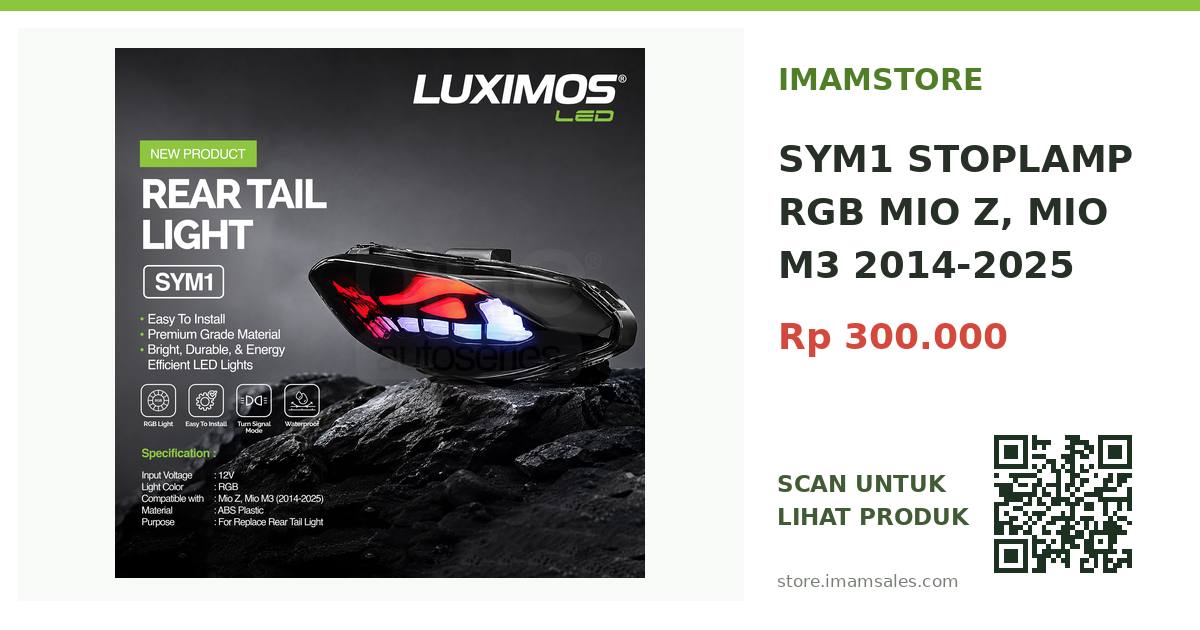 LUXIMOS®
LED
NEW PRODUCT
REAR TAIL
LIGHT
SYM1
• Easy To Install
• Premium Grade Material
• Bright, Durable, & Energy
Efficient LED Lights
RGB Light
Easy To Install
Turn Signal
Mode
Waterproof
Specification :
Input Voltage : 12V
Light Color : RGB
Compatible with : Mio Z, Mio M3 (2014-2025)
Material : ABS Plastic
Purpose : For Replace Rear Tail Light
autoseries
IMAMSTORE
SYM1 STOPLAMP
RGB MIO Z, MIO
M3 2014-2025
Rp 300.000
SCAN UNTUK
LIHAT PRODUK
store.imamsales.com